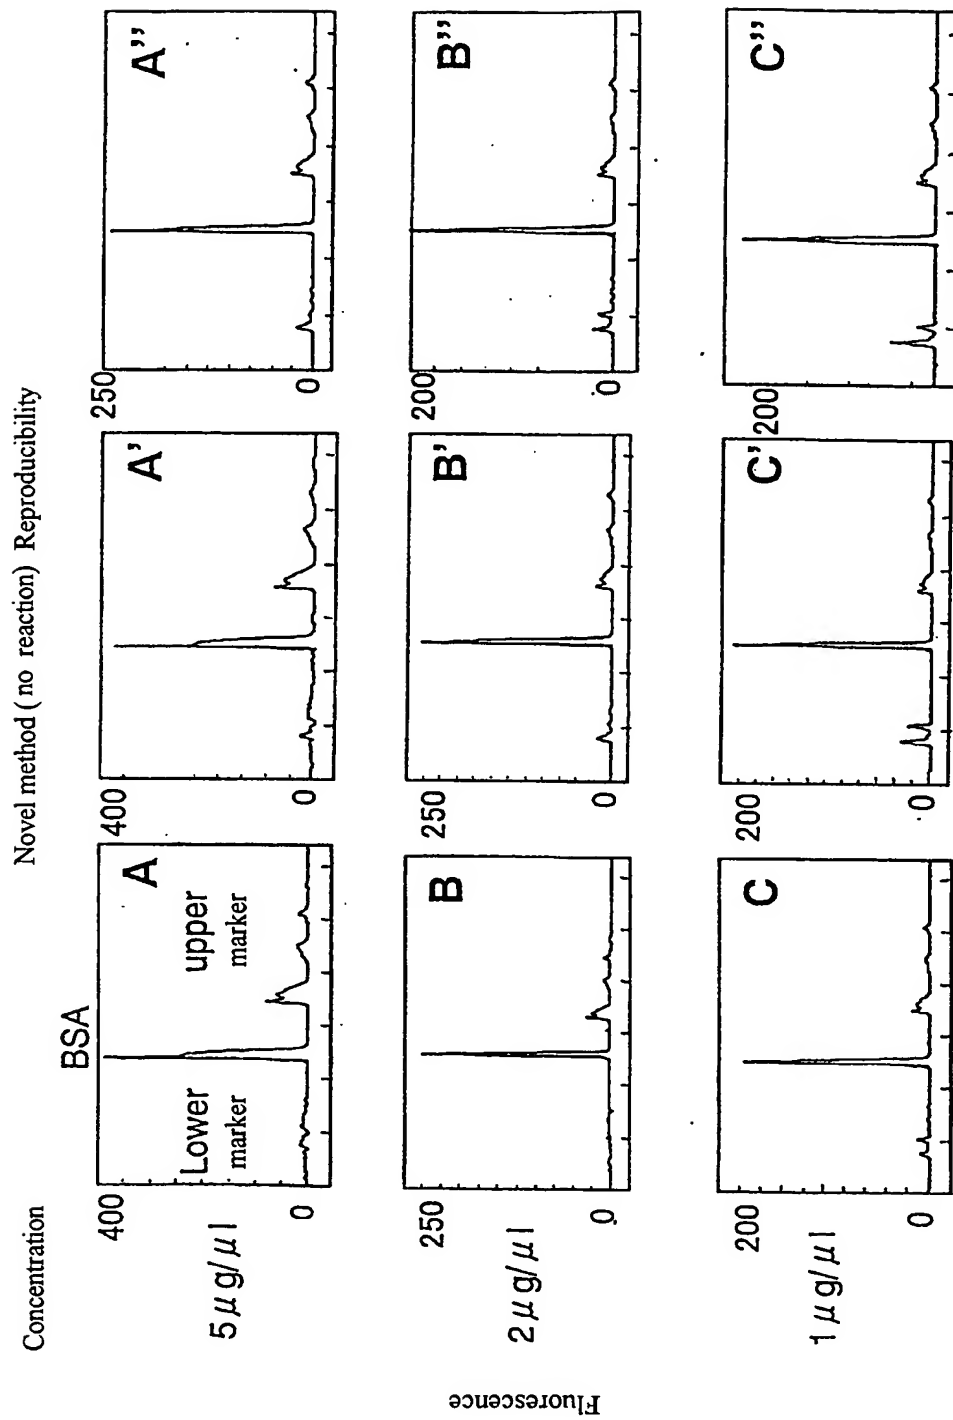 Novel method ( no reaction) Reproducibility
Concentration
BSA
Fluorescence
5 μ g/ μ l
400
0
Lower
marker
upper
marker
A
400
0
A'
250
0
A''
2 μ g/ μ l
250
0
B
250
0
B'
200
0
B''
1 μ g/ μ l
200
0
C
200
0
C'
200
0
C''